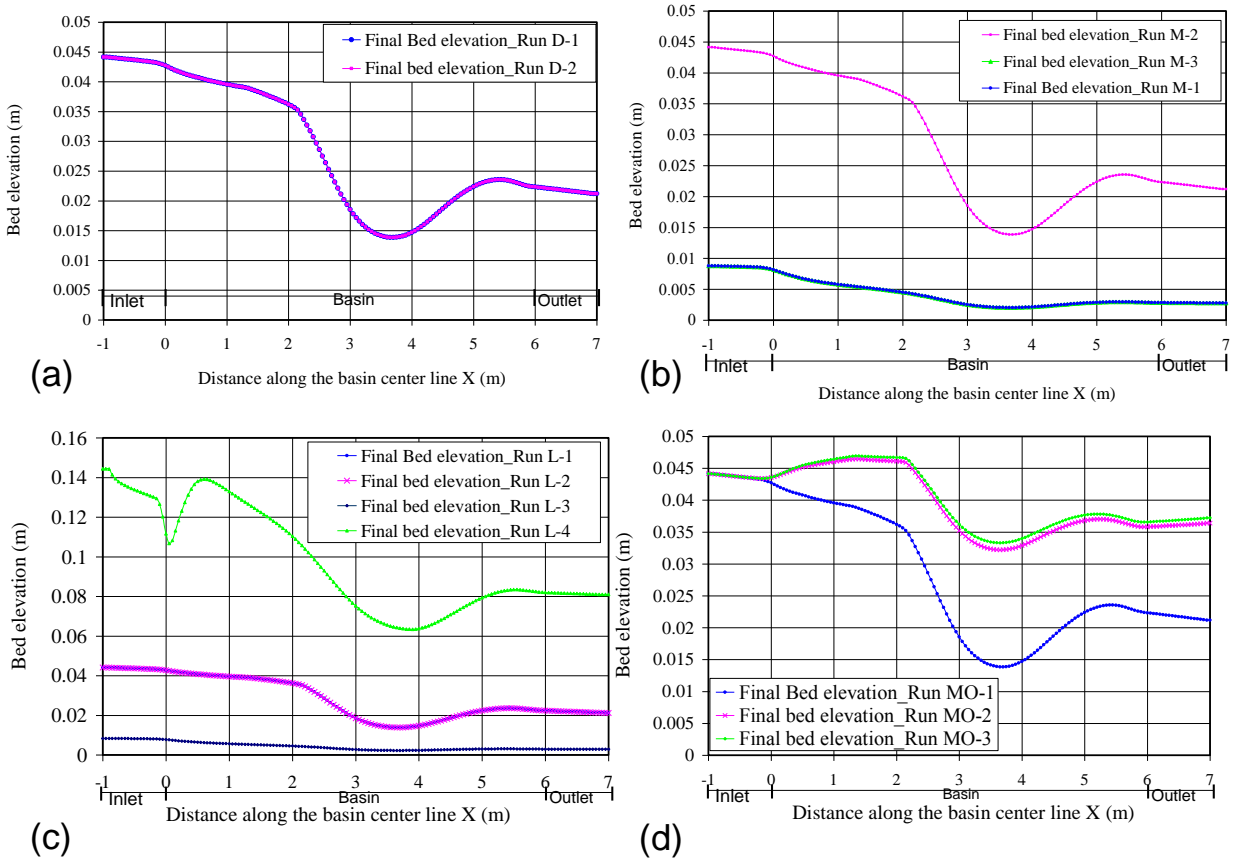 0.05
0.045
0.04
0.035
0.03
0.025
0.02
0.015
0.01
0.005
0
Bed elevation (m)
Final Bed elevation_Run D-1
Final bed elevation_Run D-2
Inlet
Basin
Outlet
-1 0 1 2 3 4 5 6 7
Distance along the basin center line X (m)
(a)
0.05
0.045
0.04
0.035
0.03
0.025
0.02
0.015
0.01
0.005
0
Bed elevation (m)
Final bed elevation_Run M-2
Final bed elevation_Run M-3
Final Bed elevation_Run M-1
-1 0 1 2 3 4 5 6 7
Inlet
Basin
Outlet
Distance along the basin center line X (m)
(b)
0.16
0.14
0.12
0.1
0.08
0.06
0.04
0.02
0
Bed elevation (m)
Final Bed elevation_Run L-1
Final bed elevation_Run L-2
Final bed elevation_Run L-3
Final bed elevation_Run L-4
-1 0 1 2 3 4 5 6 7
Inlet
Basin
Outlet
Distance along the basin center line X (m)
(c)
0.05
0.045
0.04
0.035
0.03
0.025
0.02
0.015
0.01
0.005
0
Bed elevation (m)
Final Bed elevation_Run MO-1
Final bed elevation_Run MO-2
Final bed elevation_Run MO-3
-1 0 1 2 3 4 5 6 7
Inlet
Basin
Outlet
Distance along the basin center line X (m)
(d)